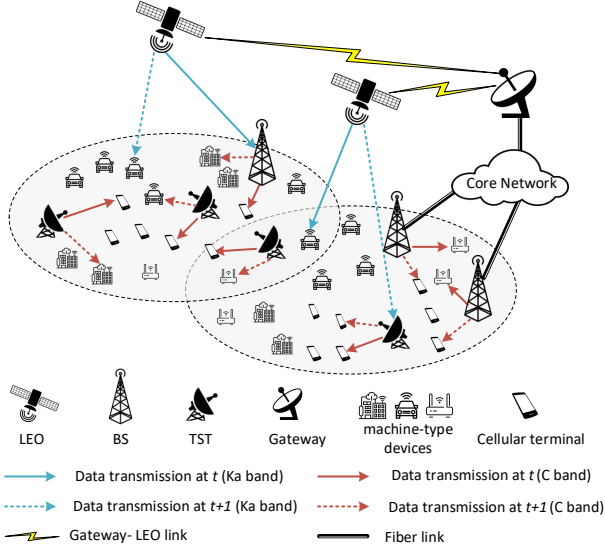 Core Network
LEO
BS
TST
Gateway
machine-type
devices
Cellular terminal
Data transmission at t (Ka band)
Data transmission at t (C band)
Data transmission at t+1 (Ka band)
Data transmission at t+1 (C band)
Gateway- LEO link
Fiber link